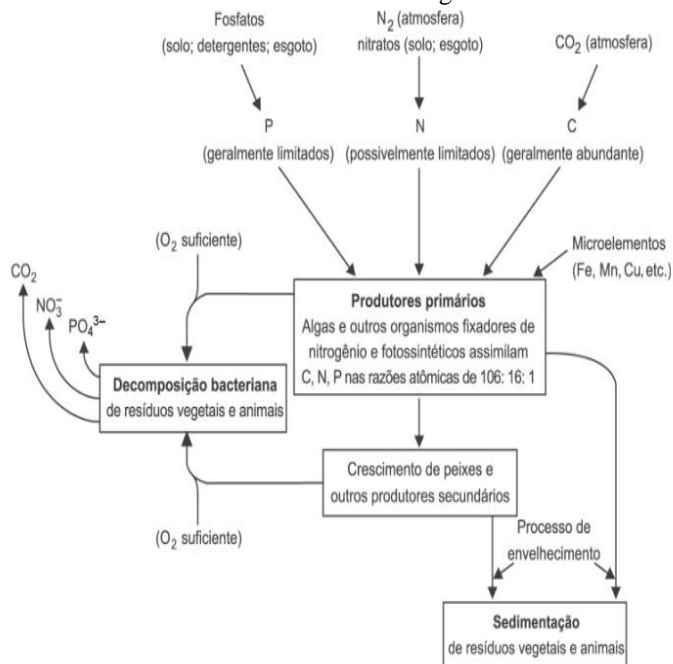 Fosfatos
(solo; detergentes; esgoto)
N₂ (atmosfera)
nitratos (solo; esgoto)
CO₂ (atmosfera)
P
(geralmente limitados)
N
(possivelmente limitados)
C
(geralmente abundante)
(O₂ suficiente)
Microelementos
(Fe, Mn, Cu, etc.)
CO₂
NO₃⁻
PO₄³⁻
Produtores primários
Algas e outros organismos fixadores de
nitrogênio e fotossintéticos assimilam
C, N, P nas razões atômicas de 106: 16: 1
Decomposição bacteriana
de resíduos vegetais e animais
Crescimento de peixes e
outros produtores secundários
(O₂ suficiente)
Processo de
envelhecimento
Sedimentação
de resíduos vegetais e animais